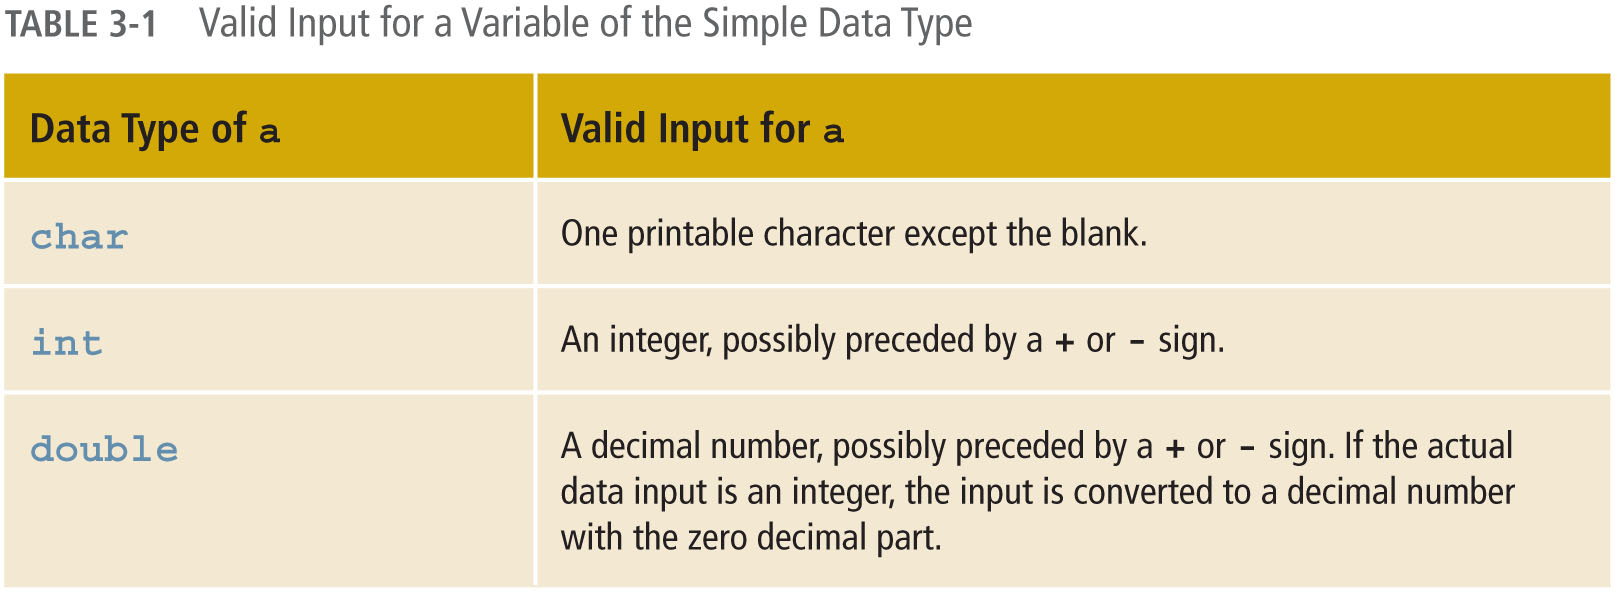 TABLE 3-1 Valid Input for a Variable of the Simple Data Type
Data Type of a Valid Input for a
char One printable character except the blank.
int An integer, possibly preceded by a + or - sign.
double A decimal number, possibly preceded by a + or - sign. If the actual
data input is an integer, the input is converted to a decimal number
with the zero decimal part.